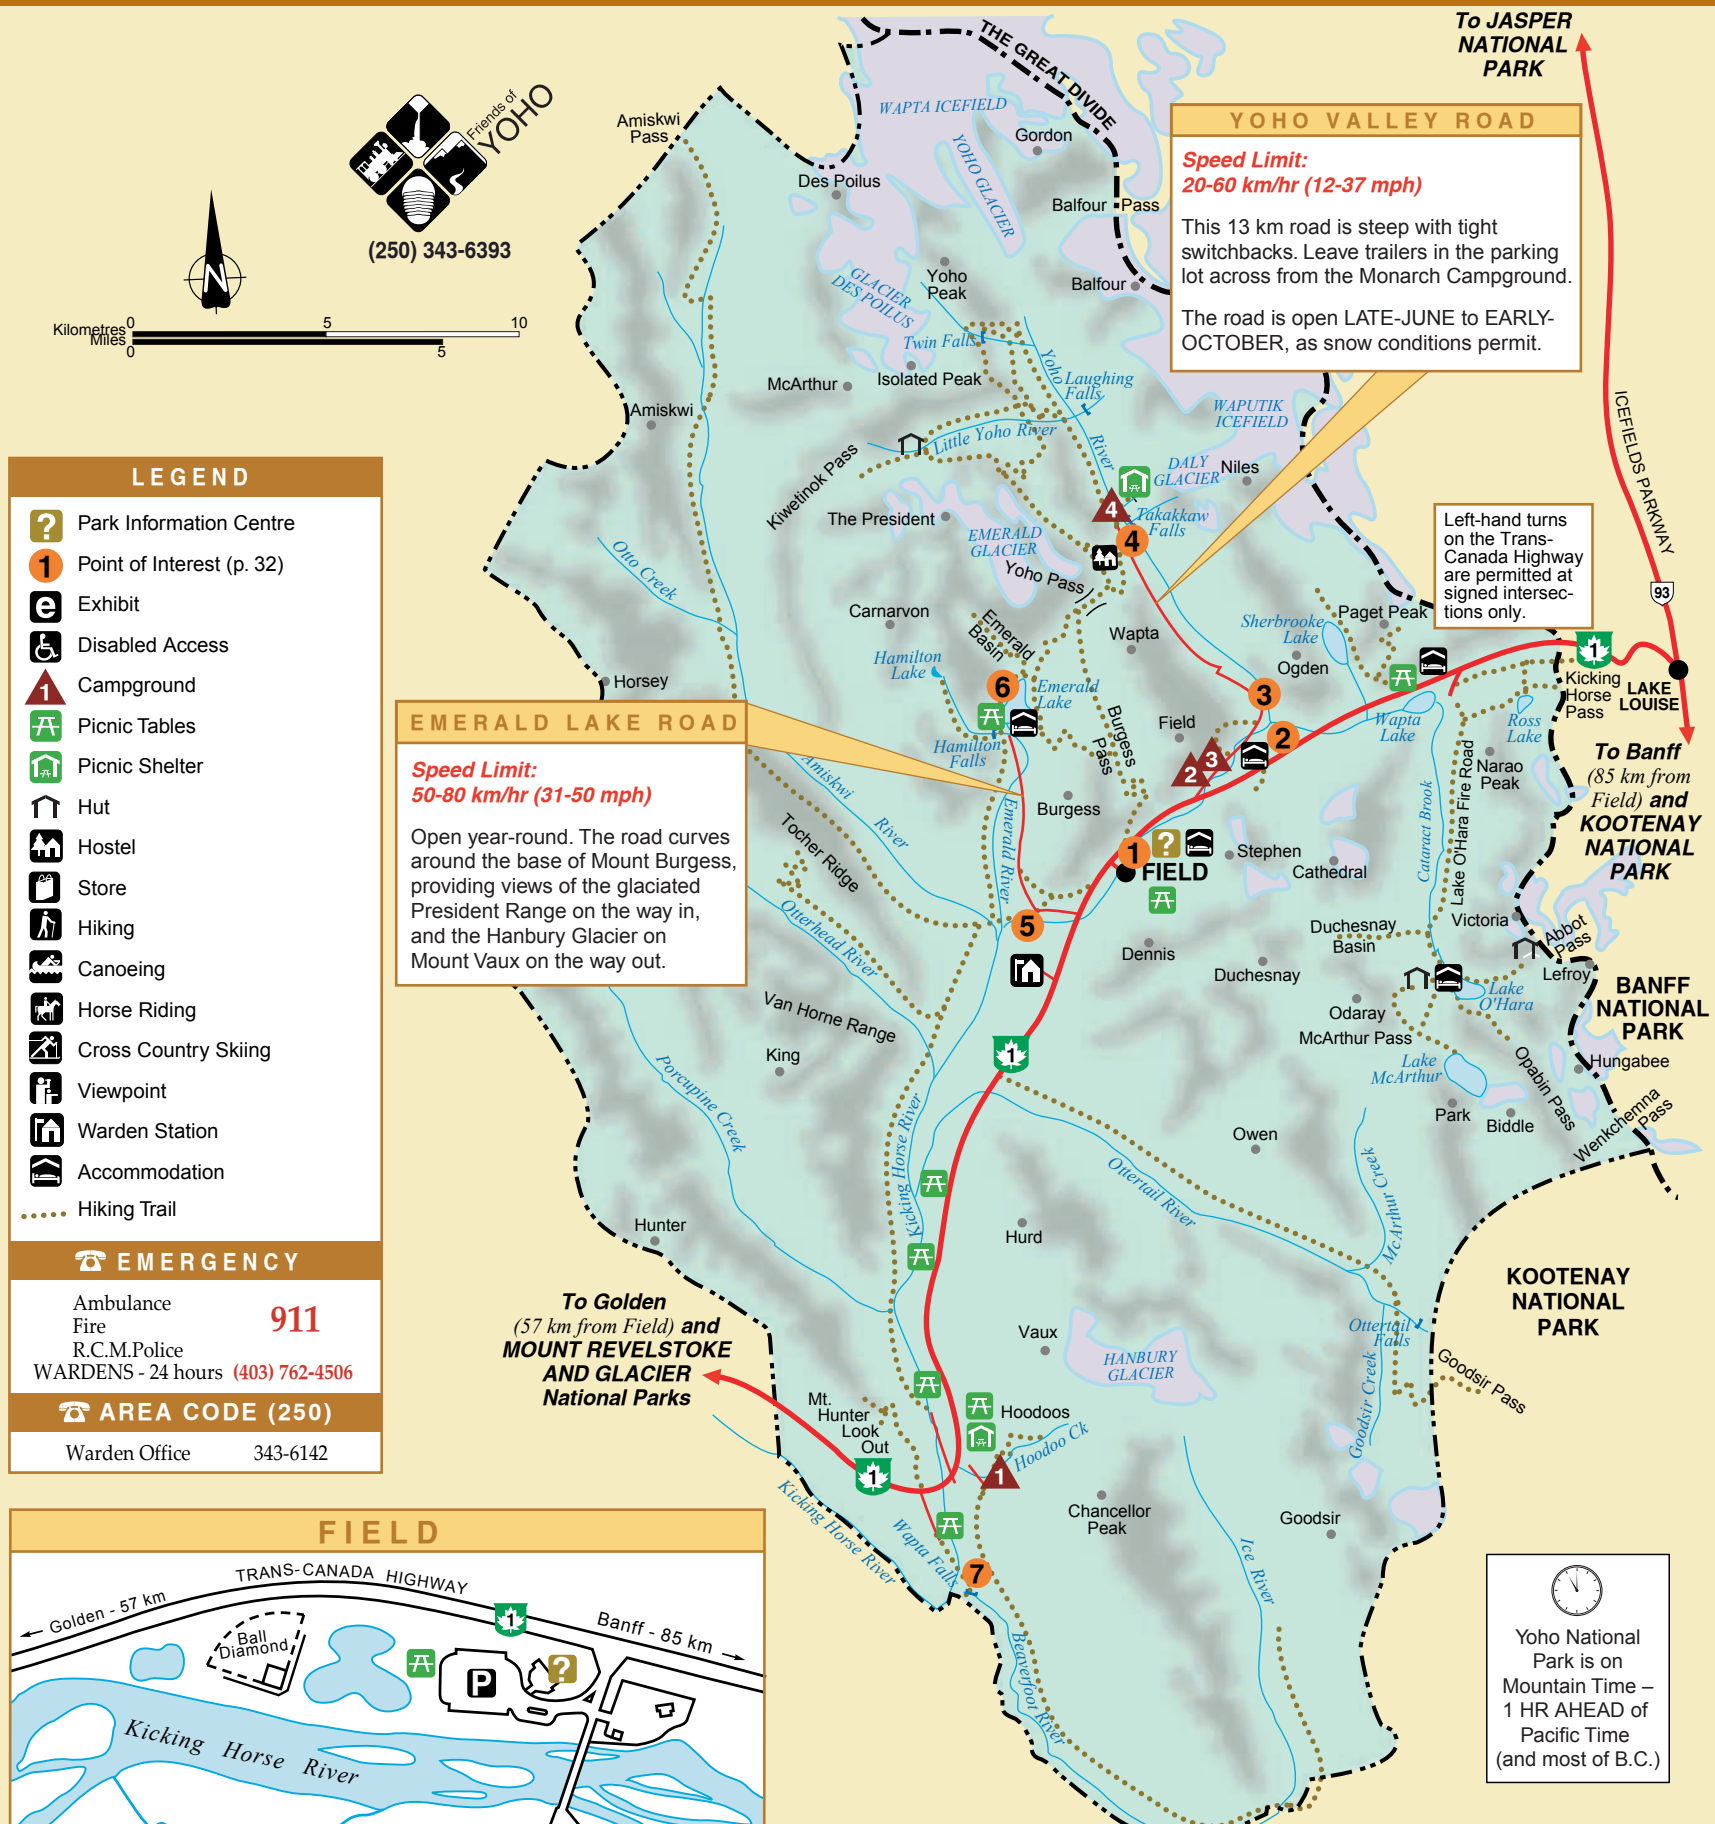 To JASPER
NATIONAL
PARK
THE GREAT DIVIDE
WAPTA ICEFIELD
Gordon
YOHO GLACIER
Amiskwi
Pass
Des Poilus
Balfour Pass
Friends of
YOHO
(250) 343-6393
N
Kilometres
0 5 10
Miles
0 5
YOHO VALLEY ROAD
Speed Limit:
20-60 km/hr (12-37 mph)
This 13 km road is steep with tight
switchbacks. Leave trailers in the parking
lot across from the Monarch Campground.
The road is open LATE-JUNE to EARLY-
OCTOBER, as snow conditions permit.
GLACIER
DES POILUS
Yoho
Peak
Balfour
Twin Falls
Yoho
River
Laughing
Falls
McArthur
Isolated Peak
WAPUTIK
ICEFIELD
Amiskwi
Little Yoho River
Kiwetinok Pass
DALY
GLACIER
Niles
4
Takakkaw
Falls
4
The President
EMERALD
GLACIER
Yoho Pass
ICEFIELDS PARKWAY
93
Left-hand turns
on the Trans-
Canada Highway
are permitted at
signed intersec-
tions only.
Otto Creek
Carnarvon
Emerald
Basin
Wapta
Sherbrooke
Lake
Paget Peak
Ogden
1
Kicking
Horse
Pass
LAKE
LOUISE
Horsey
Hamilton
Lake
6
Emerald
Lake
Hamilton
Falls
Burgess
Pass
Field
3
2
3
2
Wapta
Lake
Ross
Lake
Narao
Peak
To Banff
(85 km from
Field) and
KOOTENAY
NATIONAL
PARK
EMERALD LAKE ROAD
Speed Limit:
50-80 km/hr (31-50 mph)
Open year-round. The road curves
around the base of Mount Burgess,
providing views of the glaciated
President Range on the way in,
and the Hanbury Glacier on
Mount Vaux on the way out.
Amiskwi
River
Emerald River
Burgess
Tocher Ridge
Otterhead River
1
?
FIELD
Stephen
Cathedral
Cataract Brook
Lake O'Hara Fire Road
Victoria
Abbot
Pass
Duchesnay
Basin
5
Dennis
Duchesnay
Lefroy
BANFF
NATIONAL
PARK
Lake
O'Hara
Odaray
McArthur Pass
Van Horne Range
King
1
Lake
McArthur
Opabin Pass
Hungabee
Park
Biddle
Wenkchemna
Pass
Porcupine Creek
Kicking Horse River
Owen
Ottertail River
McArthur Creek
Hunter
Hurd
KOOTENAY
NATIONAL
PARK
To Golden
(57 km from Field) and
MOUNT REVELSTOKE
AND GLACIER
National Parks
Vaux
HANBURY
GLACIER
Ottertail
Falls
Goodsir Creek
Goodsir Pass
Mt.
Hunter
Look
Out
1
Hoodoos
Hoodoo Ck
1
Kicking Horse River
Wapta Falls
7
Chancellor
Peak
Goodsir
Ice River
Beaverfoot River
LEGEND
? Park Information Centre
1 Point of Interest (p. 32)
e Exhibit
Disabled Access
1 Campground
Picnic Tables
Picnic Shelter
Hut
Hostel
Store
Hiking
Canoeing
Horse Riding
Cross Country Skiing
Viewpoint
Warden Station
Accommodation
Hiking Trail
EMERGENCY
Ambulance
Fire
R.C.M.Police
911
WARDENS - 24 hours (403) 762-4506
AREA CODE (250)
Warden Office 343-6142
FIELD
TRANS-CANADA HIGHWAY
Golden - 57 km
1
Banff - 85 km
Ball
Diamond
P
?
Kicking Horse River
Yoho National
Park is on
Mountain Time –
1 HR AHEAD of
Pacific Time
(and most of B.C.)